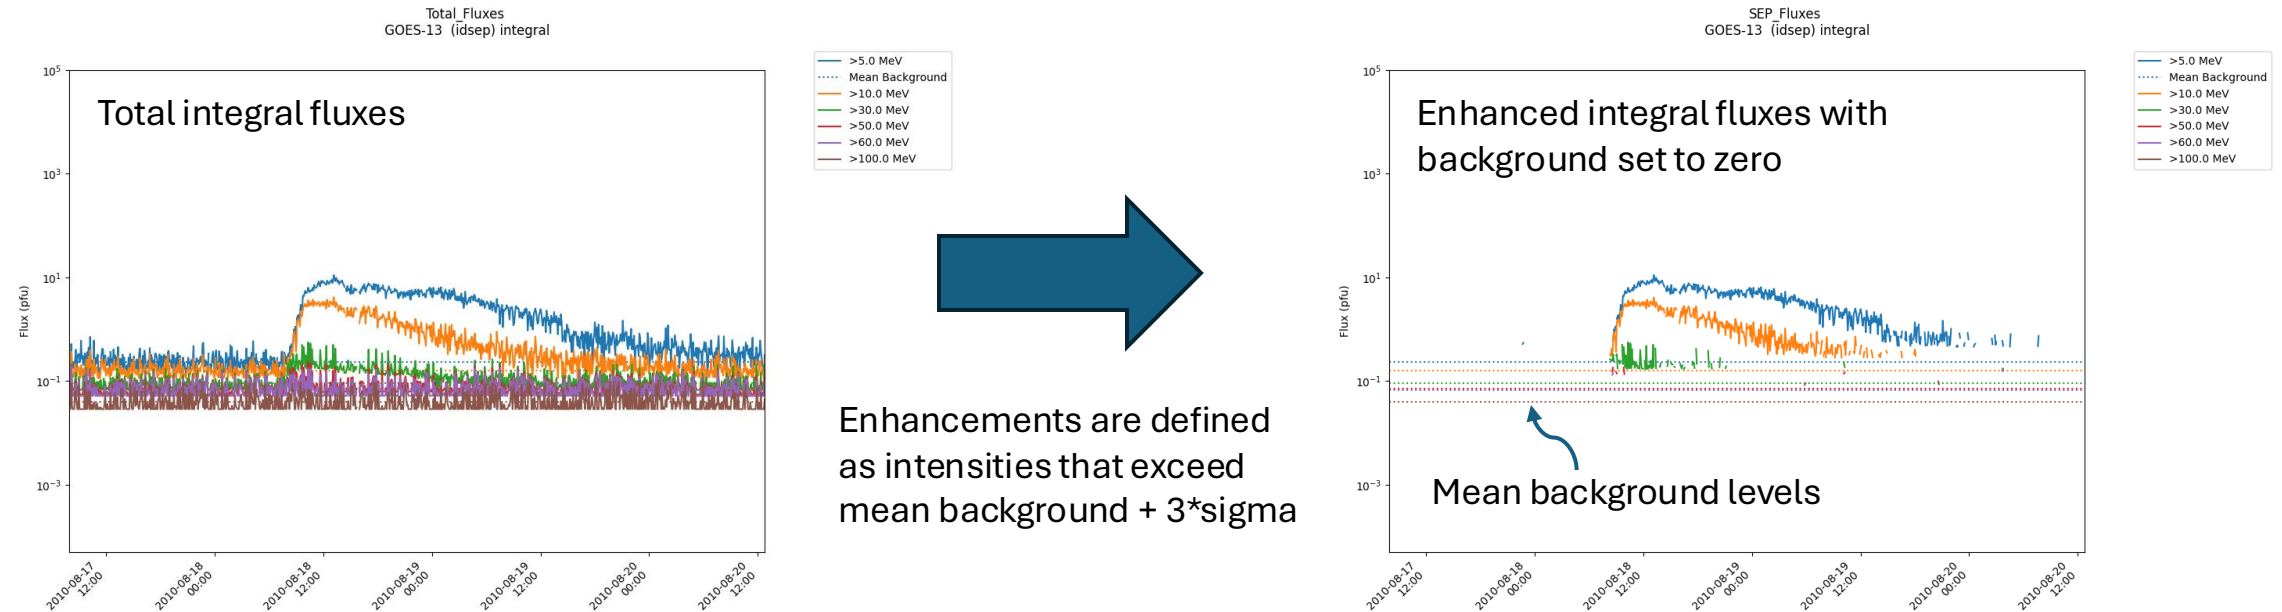 Total_Fluxes
GOES-13 (idsep) integral
Total integral fluxes
10^5
10^3
10^1
10^-1
10^-3
Flux (pfu)
2010-08-17 12:00
2010-08-18 00:00
2010-08-18 12:00
2010-08-19 00:00
2010-08-19 12:00
2010-08-20 00:00
2010-08-20 12:00
>5.0 MeV
Mean Background
>10.0 MeV
>30.0 MeV
>50.0 MeV
>60.0 MeV
>100.0 MeV
Enhancements are defined
as intensities that exceed
mean background + 3*sigma
SEP_Fluxes
GOES-13 (idsep) integral
Enhanced integral fluxes with
background set to zero
Mean background levels
10^5
10^3
10^1
10^-1
10^-3
Flux (pfu)
2010-08-17 12:00
2010-08-18 00:00
2010-08-18 12:00
2010-08-19 00:00
2010-08-19 12:00
2010-08-20 00:00
2010-08-20 12:00
>5.0 MeV
Mean Background
>10.0 MeV
>30.0 MeV
>50.0 MeV
>60.0 MeV
>100.0 MeV